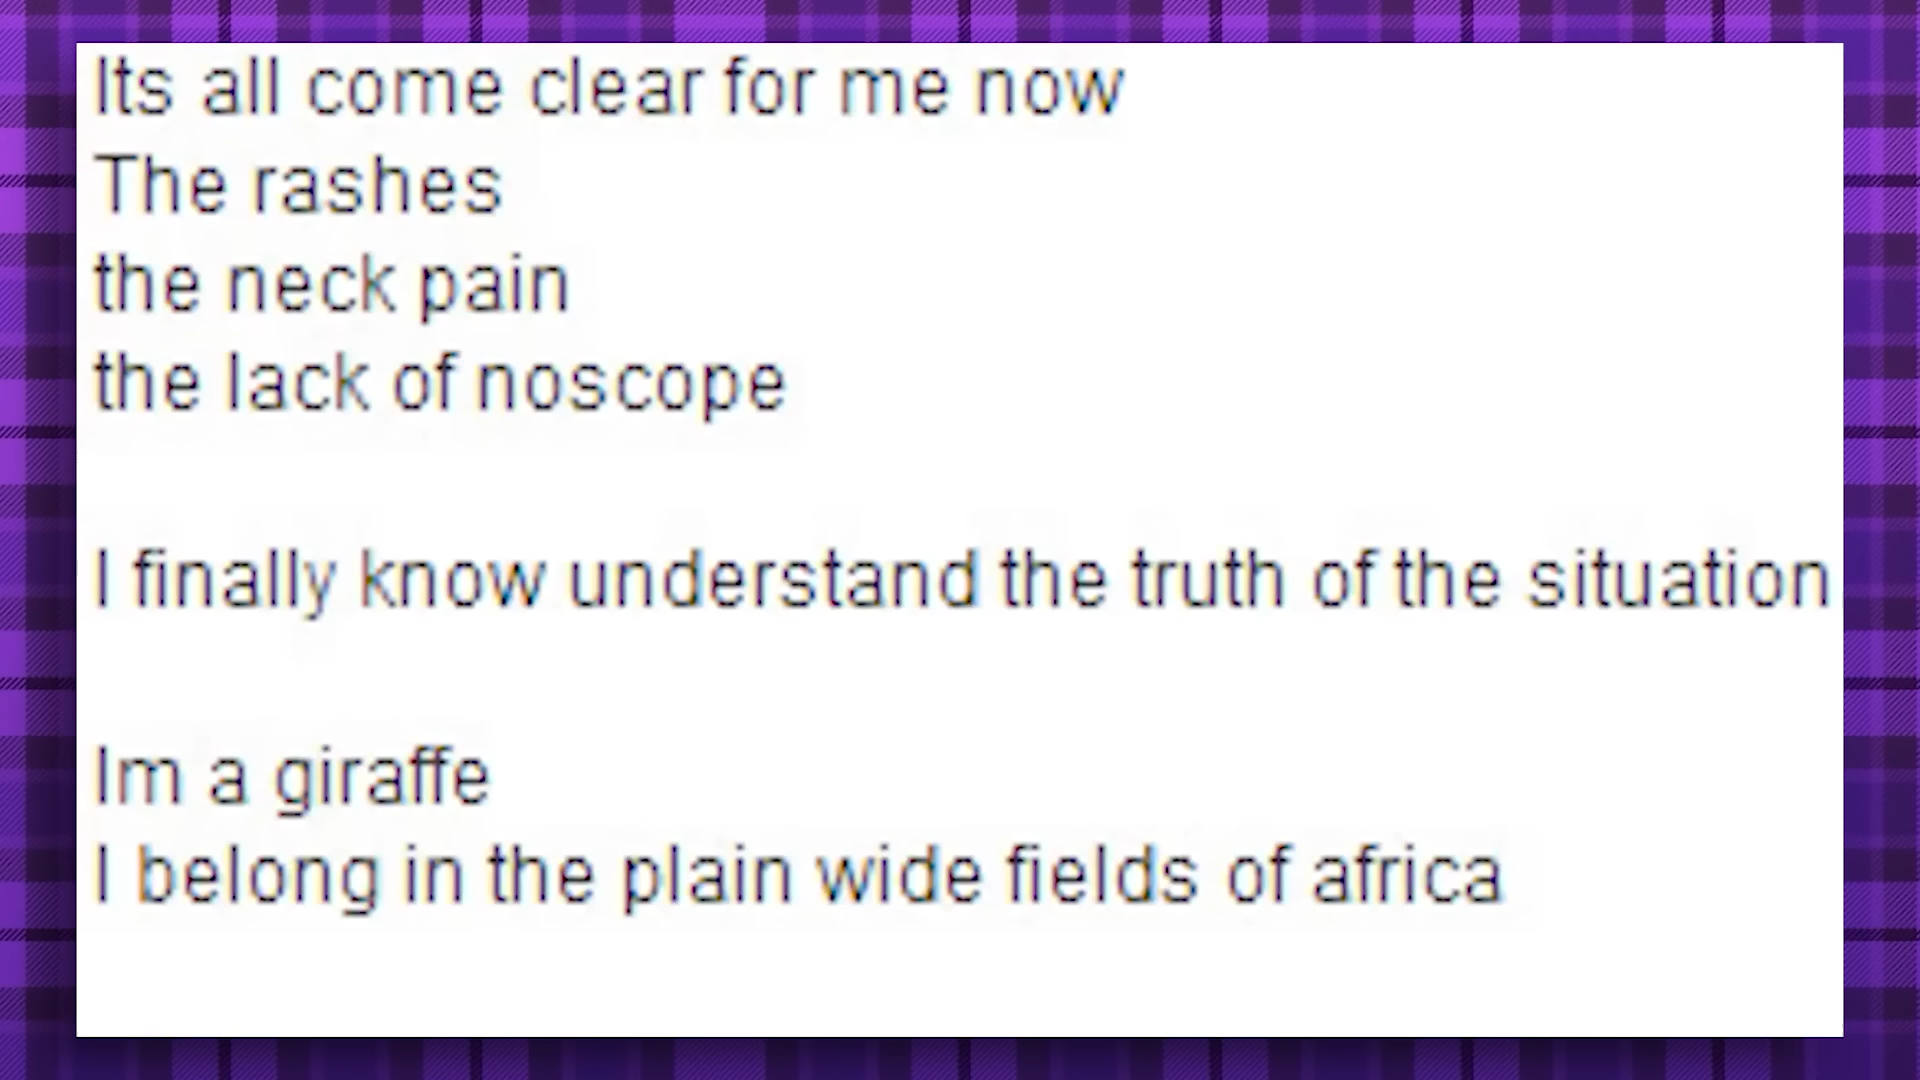 Its all come clear for me now
The rashes
the neck pain
the lack of noscope
I finally know understand the truth of the situation
Im a giraffe
I belong in the plain wide fields of africa